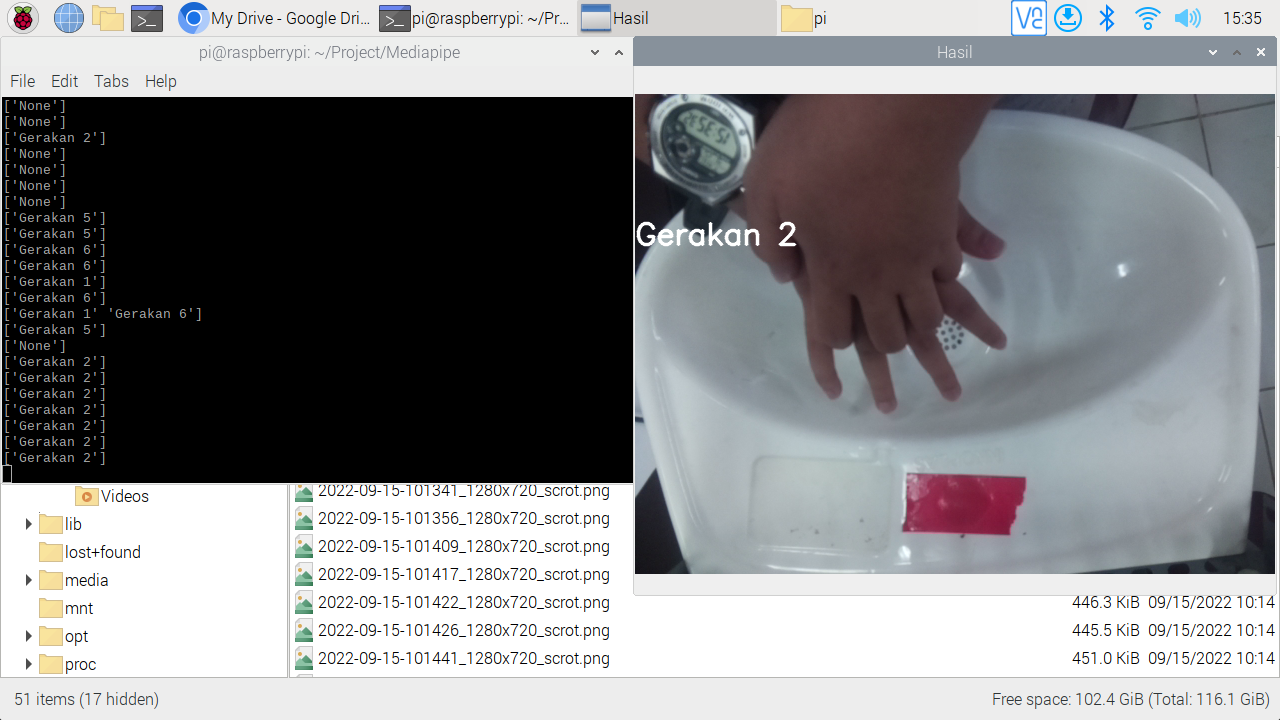 My Drive - Google Dri...
pi@raspberrypi: ~/Pr...
Hasil
pi
15:35
pi@raspberrypi: ~/Project/Mediapipe
File Edit Tabs Help
['None']
['None']
['Gerakan 2']
['None']
['None']
['None']
['None']
['Gerakan 5']
['Gerakan 5']
['Gerakan 6']
['Gerakan 6']
['Gerakan 1']
['Gerakan 6']
['Gerakan 1' 'Gerakan 6']
['Gerakan 5']
['None']
['Gerakan 2']
['Gerakan 2']
['Gerakan 2']
['Gerakan 2']
['Gerakan 2']
['Gerakan 2']
['Gerakan 2']
Hasil
Gerakan 2
Videos
lib
lost+found
media
mnt
opt
proc
2022-09-15-101341_1280x720_scrot.png
2022-09-15-101356_1280x720_scrot.png
2022-09-15-101409_1280x720_scrot.png
2022-09-15-101417_1280x720_scrot.png
2022-09-15-101422_1280x720_scrot.png 446.3 KiB 09/15/2022 10:14
2022-09-15-101426_1280x720_scrot.png 445.5 KiB 09/15/2022 10:14
2022-09-15-101441_1280x720_scrot.png 451.0 KiB 09/15/2022 10:14
51 items (17 hidden)
Free space: 102.4 GiB (Total: 116.1 GiB)